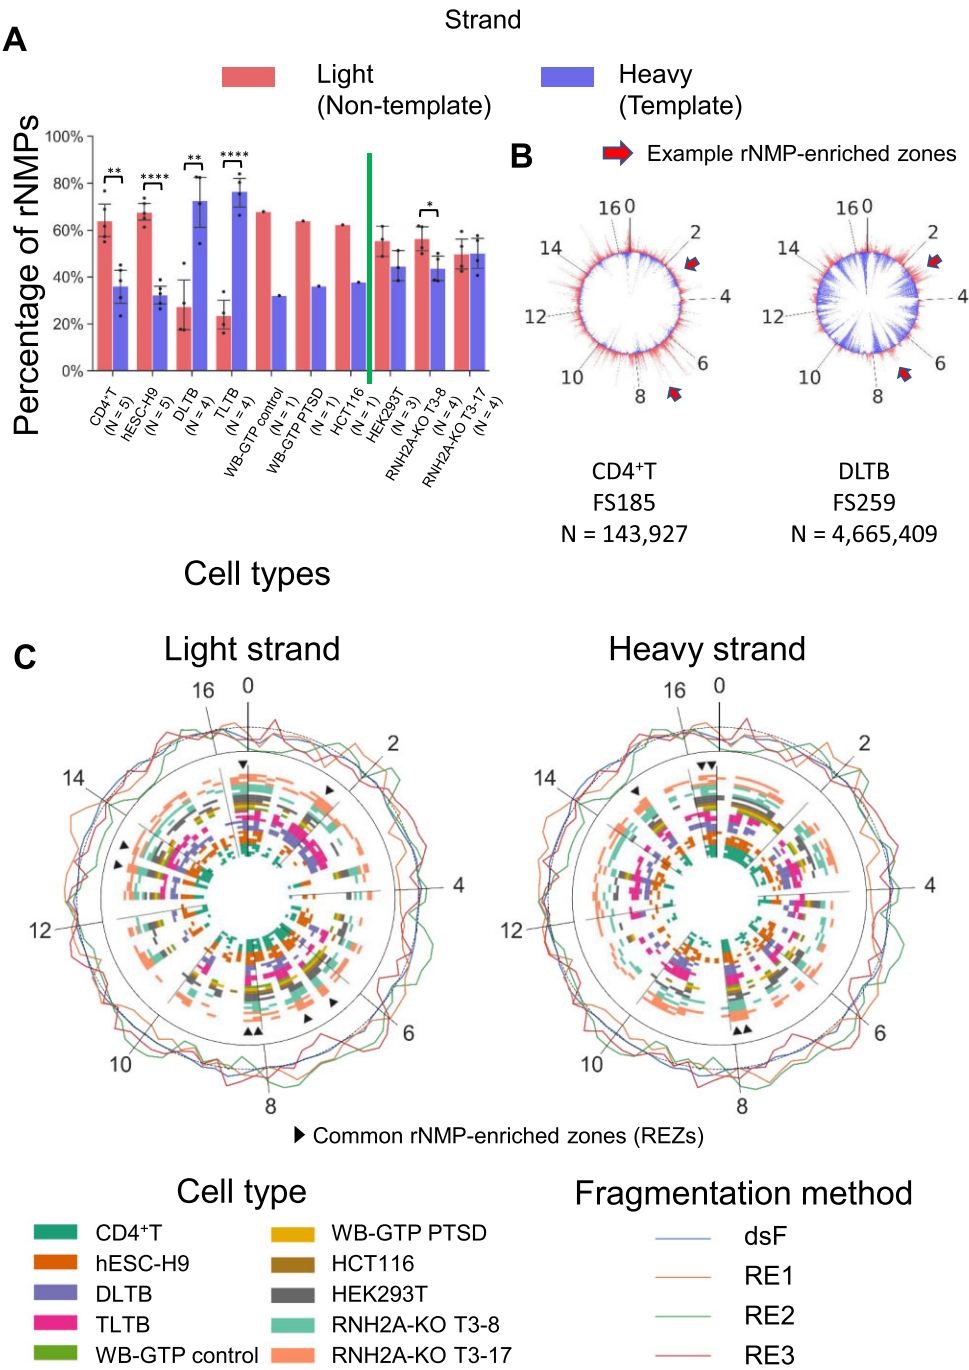 Strand
A
Light
(Non-template)
Heavy
(Template)
Percentage of rNMPs
100%
80%
60%
40%
20%
0%
**
****
**
****
*
CD4+T
(N = 5)
hESC-H9
(N = 5)
DLTB
(N = 4)
TLTB
(N = 4)
WB-GTP control
(N = 1)
WB-GTP PTSD
(N = 1)
HCT116
(N = 1)
HEK293T
(N = 3)
RNH2A-KO T3-8
(N = 4)
RNH2A-KO T3-17
(N = 4)
Cell types
B
Example rNMP-enriched zones
16 0
2
4
6
8
10
12
14
16 0
2
4
6
8
10
12
14
CD4+T
FS185
N = 143,927
DLTB
FS259
N = 4,665,409
C
Light strand
Heavy strand
0
2
4
6
8
10
12
14
16
0
2
4
6
8
10
12
14
16
Common rNMP-enriched zones (REZs)
Cell type
CD4+T
hESC-H9
DLTB
TLTB
WB-GTP control
WB-GTP PTSD
HCT116
HEK293T
RNH2A-KO T3-8
RNH2A-KO T3-17
Fragmentation method
dsF
RE1
RE2
RE3